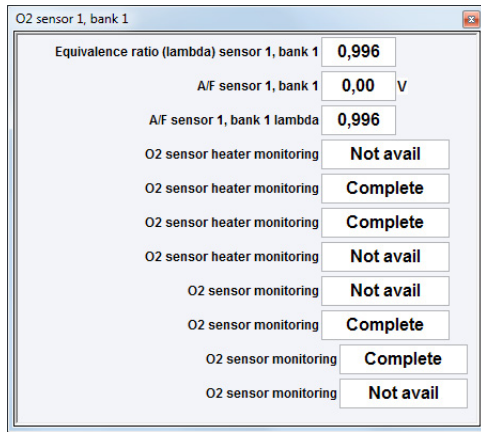 O2 sensor 1, bank 1
Equivalence ratio (lambda) sensor 1, bank 1 0,996
A/F sensor 1, bank 1 0,00 V
A/F sensor 1, bank 1 lambda 0,996
O2 sensor heater monitoring Not avail
O2 sensor heater monitoring Complete
O2 sensor heater monitoring Complete
O2 sensor heater monitoring Not avail
O2 sensor monitoring Not avail
O2 sensor monitoring Complete
O2 sensor monitoring Complete
O2 sensor monitoring Not avail